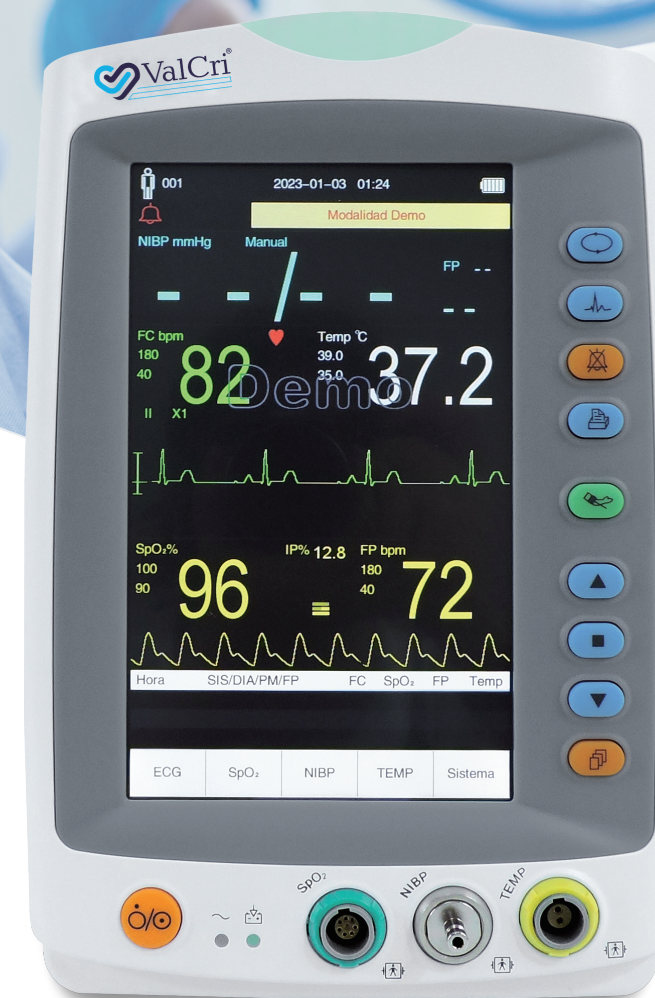 ValCri®
001 2023-01-03 01:24
Modalidad Demo
NIBP mmHg Manual
FP --
- - / - - --
FC bpm Temp °C
180 82 39.0 37.2
40 35.0
Demo
II X1
SpO₂% IP% 12.8 FP bpm
100 96 180 72
90 40
Hora SIS/DIA/PM/FP FC SpO₂ FP Temp
ECG SpO₂ NIBP TEMP Sistema
SpO₂ NIBP TEMP